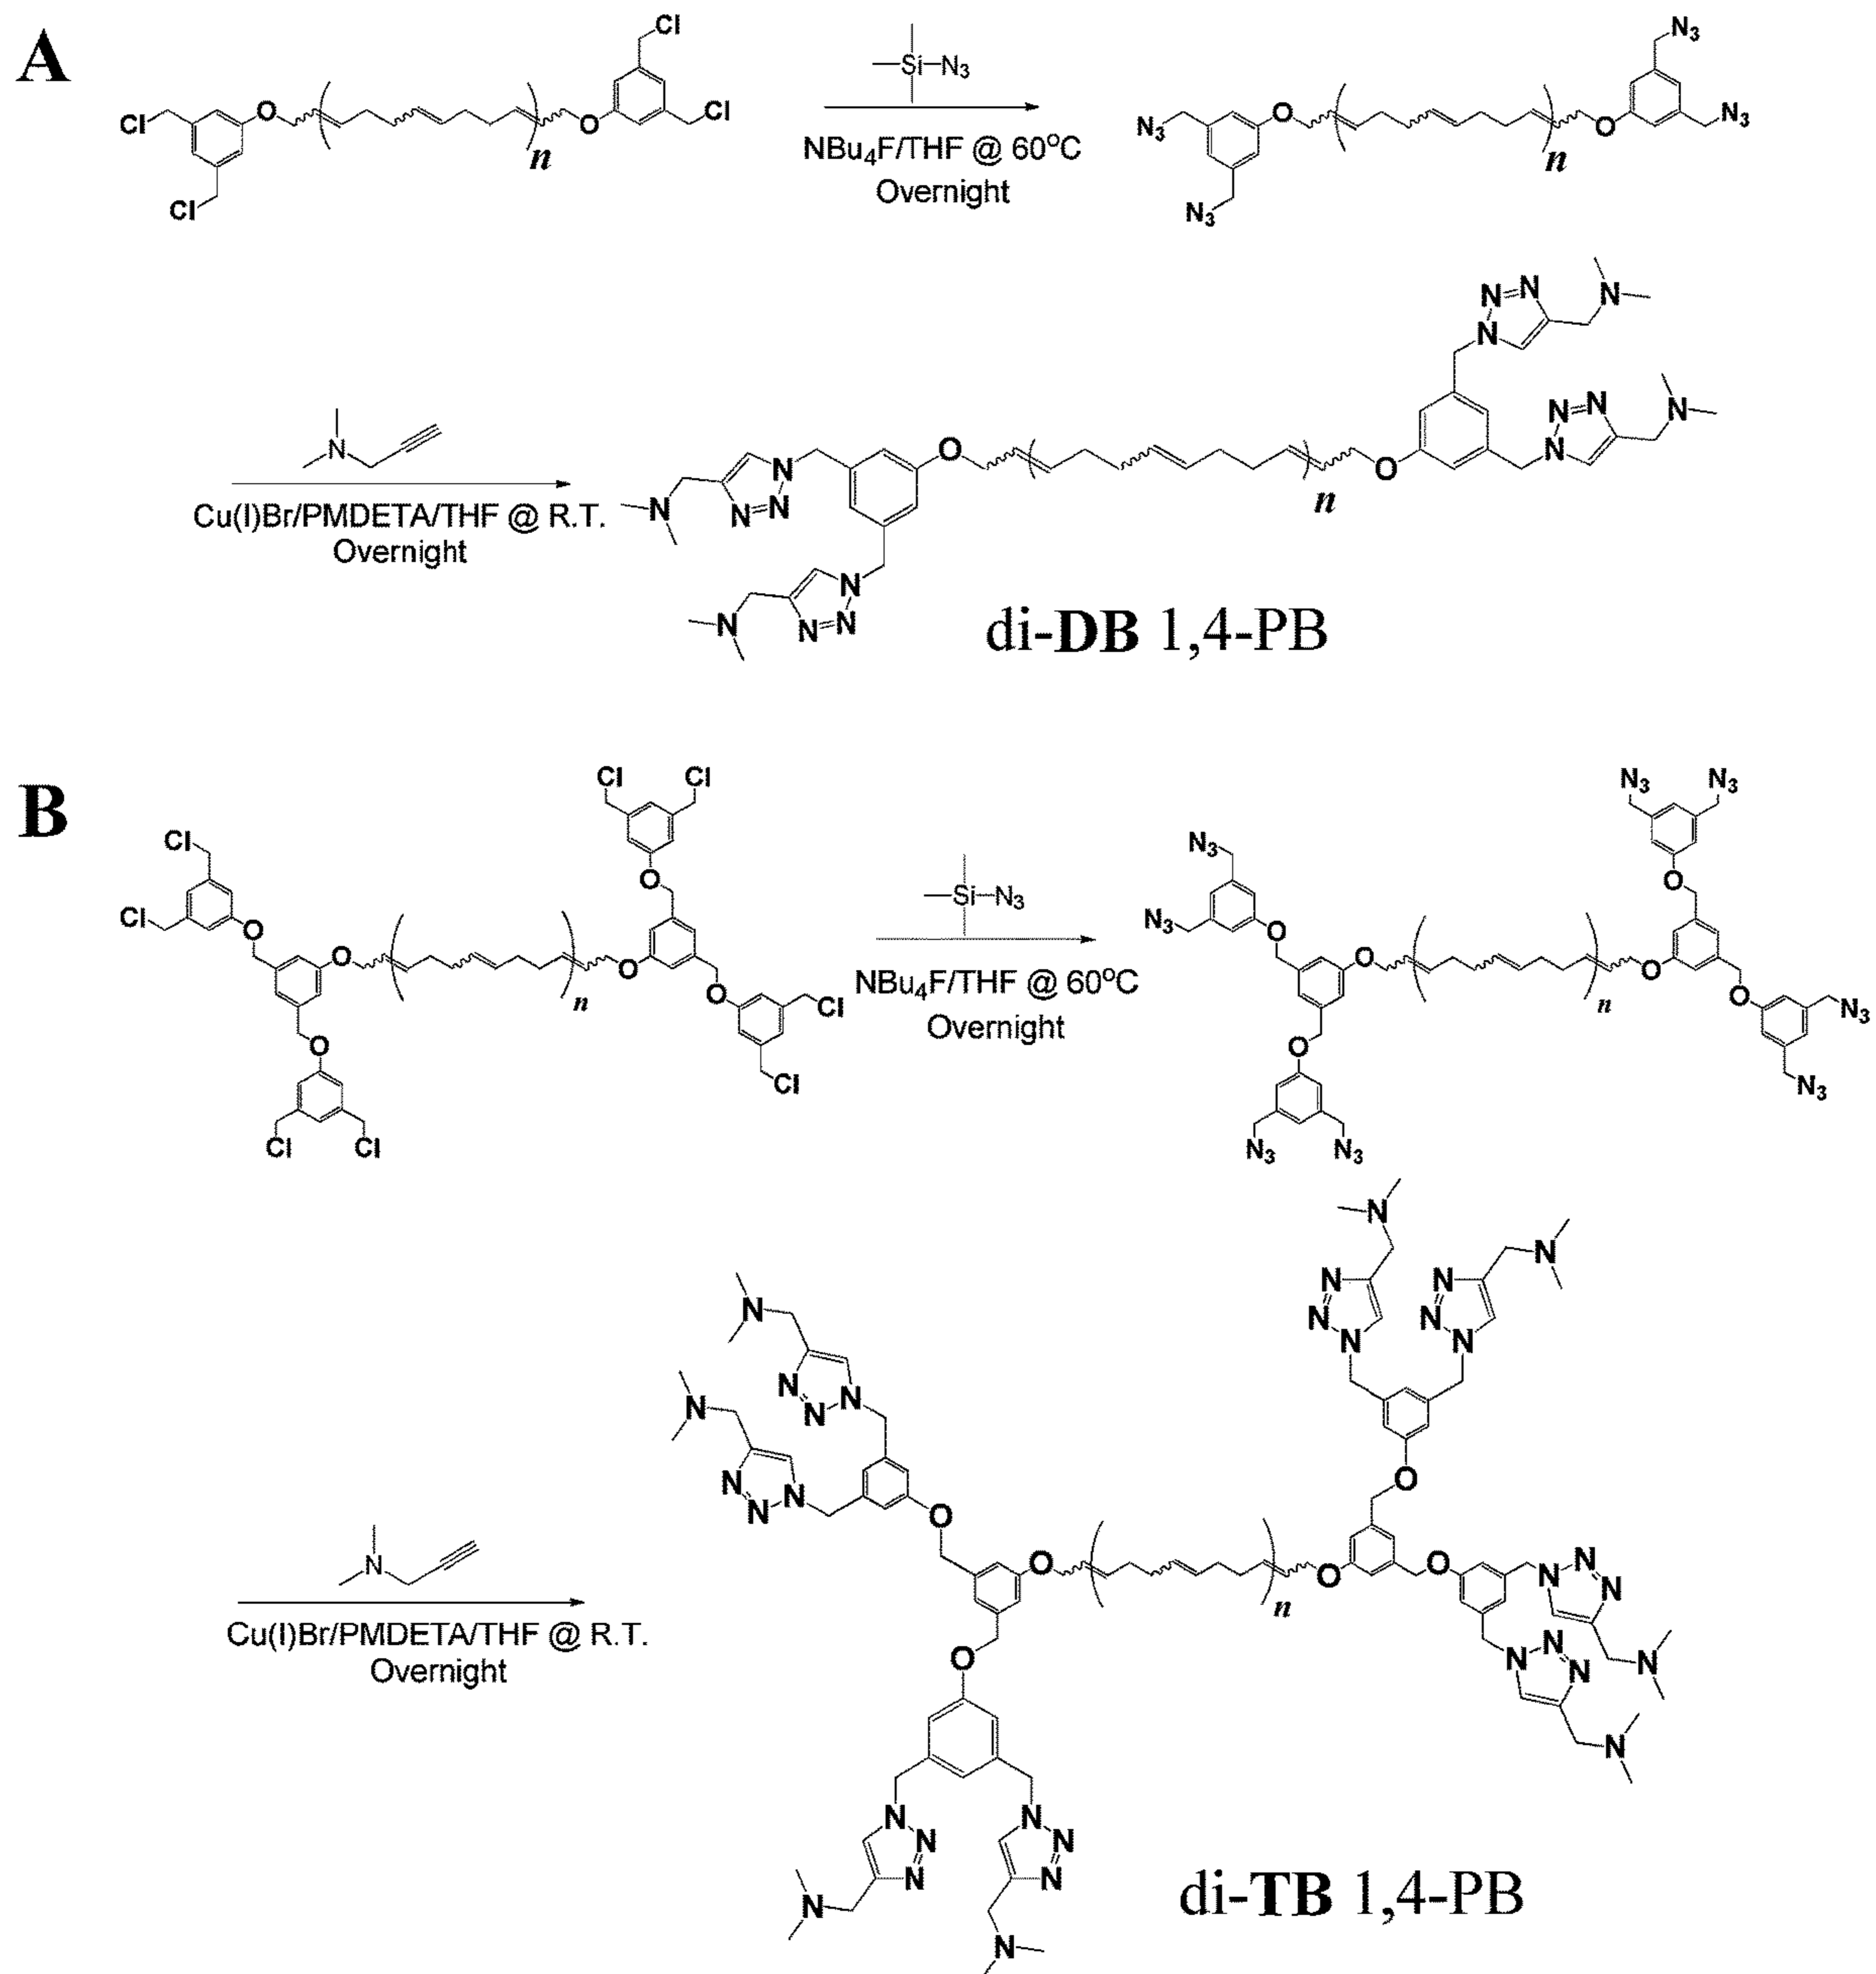 A
Cl
Cl
Cl
Cl
O
O
n
Si–N₃
NBu₄F/THF @ 60°C
Overnight
N₃
N₃
N₃
N₃
O
O
n
N
Cu(I)Br/PMDETA/THF @ R.T.
Overnight
N N=N
N N=N
N N=N
N N=N
N
N
N
N
O
O
n
di-DB 1,4-PB
B
Cl
Cl
Cl
Cl
Cl
Cl
Cl
Cl
O
O
O
O
O
O
n
Si–N₃
NBu₄F/THF @ 60°C
Overnight
N₃
N₃
N₃
N₃
N₃
N₃
N₃
N₃
O
O
O
O
O
O
n
N
Cu(I)Br/PMDETA/THF @ R.T.
Overnight
N N=N
N N=N
N N=N
N N=N
N N=N
N N=N
N N=N
N N=N
N
N
N
N
N
N
N
N
O
O
O
O
O
O
n
di-TB 1,4-PB